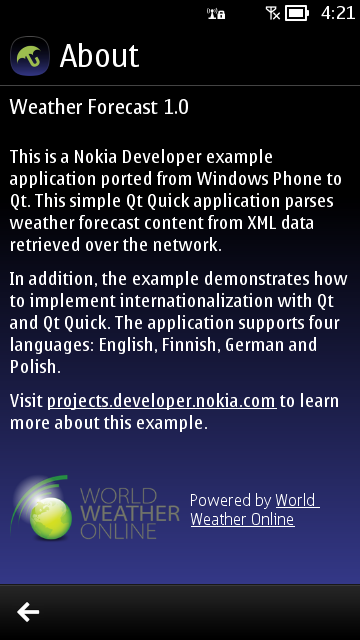 4:21
About
Weather Forecast 1.0
This is a Nokia Developer example
application ported from Windows Phone to
Qt. This simple Qt Quick application parses
weather forecast content from XML data
retrieved over the network.
In addition, the example demonstrates how
to implement internationalization with Qt
and Qt Quick. The application supports four
languages: English, Finnish, German and
Polish.
Visit projects.developer.nokia.com to learn
more about this example.
WORLD
WEATHER
ONLINE
Powered by World
Weather Online